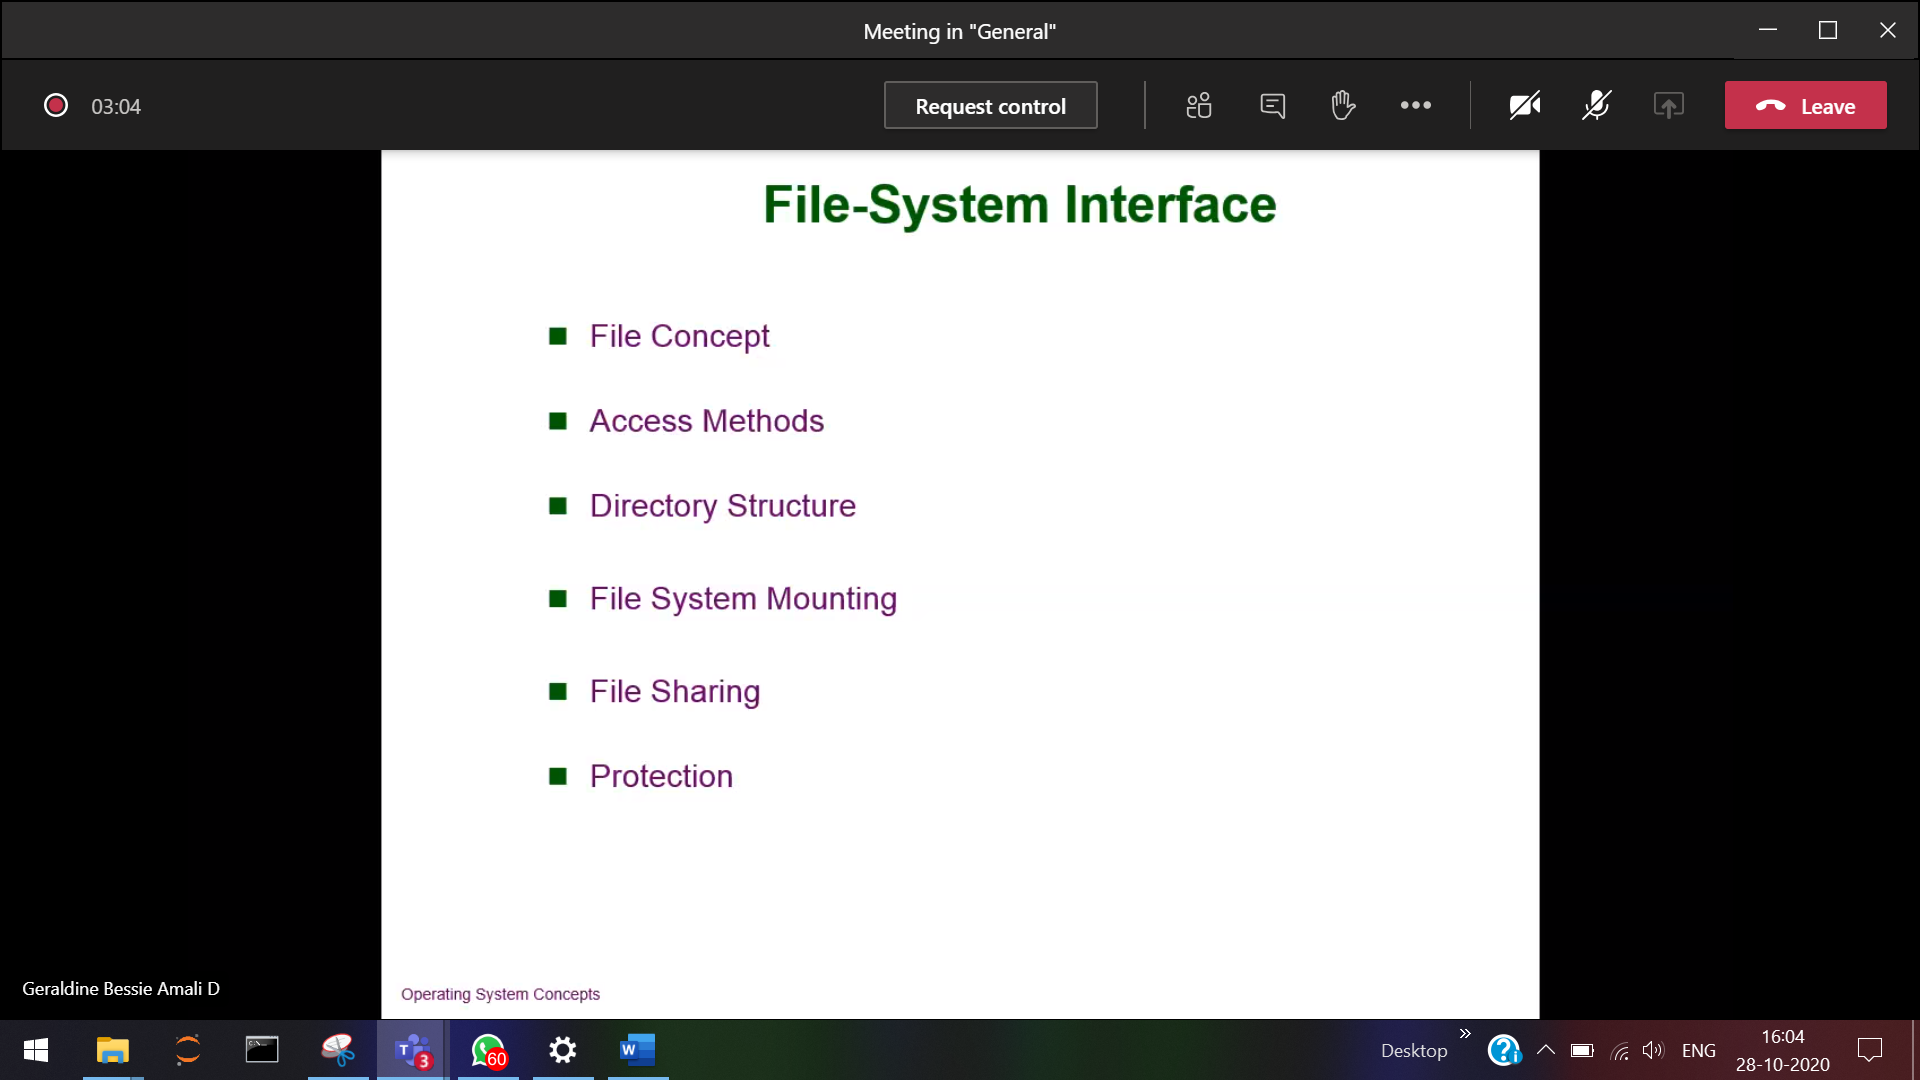 Meeting in "General"
03:04
Request control
Leave
File-System Interface
File Concept
Access Methods
Directory Structure
File System Mounting
File Sharing
Protection
Geraldine Bessie Amali D
Operating System Concepts
T
3
60
W
Desktop
ENG
16:04
28-10-2020